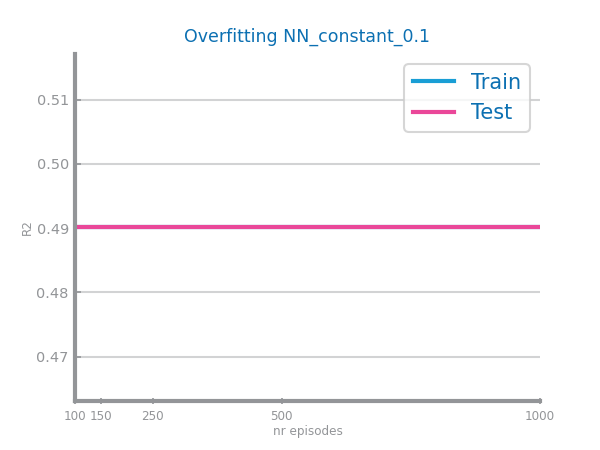 Overfitting NN_constant_0.1
Train
Test
0.51
0.50
0.49
0.48
0.47
R2
100 150 250 500 1000
nr episodes